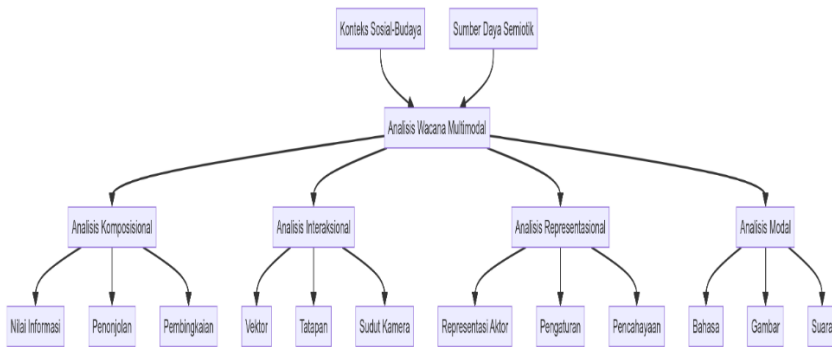 Konteks Sosial-Budaya
Sumber Daya Semiotik
Analisis Wacana Multimodal
Analisis Komposisional
Analisis Interaksional
Analisis Representasional
Analisis Modal
Nilai Informasi
Penonjolan
Pembingkaian
Vektor
Tatapan
Sudut Kamera
Representasi Aktor
Pengaturan
Pencahayaan
Bahasa
Gambar
Suara